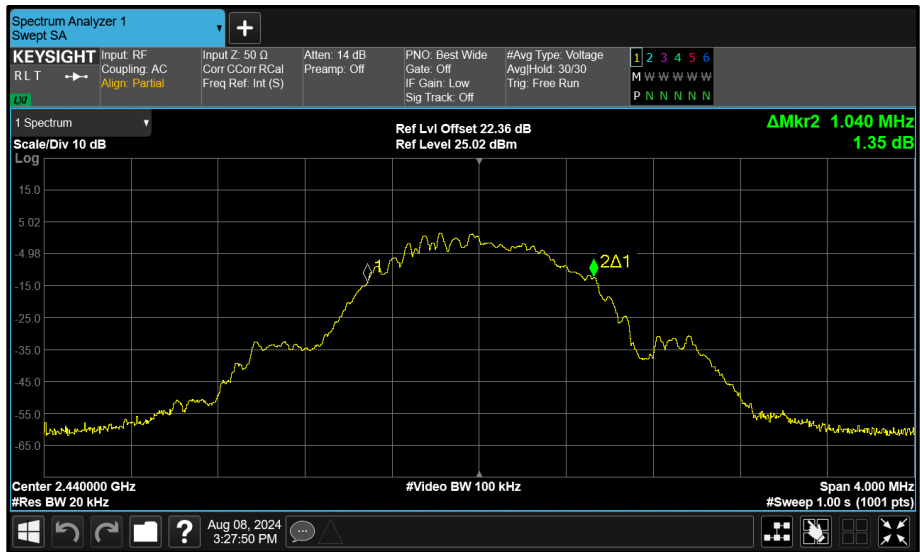 Spectrum Analyzer 1
Swept SA
+
KEYSIGHT
R L T
LXI
Input: RF
Coupling: AC
Align: Partial
Input Z: 50 Ω
Corr CCorr RCal
Freq Ref: Int (S)
Atten: 14 dB
Preamp: Off
PNO: Best Wide
Gate: Off
IF Gain: Low
Sig Track: Off
#Avg Type: Voltage
Avg|Hold: 30/30
Trig: Free Run
1 2 3 4 5 6
M W W W W W
P N N N N N
1 Spectrum
Scale/Div 10 dB
Log
Ref Lvl Offset 22.36 dB
Ref Level 25.02 dBm
ΔMkr2 1.040 MHz
1.35 dB
15.0
5.02
-4.98
-15.0
-25.0
-35.0
-45.0
-55.0
-65.0
1
2Δ1
Center 2.440000 GHz
#Res BW 20 kHz
#Video BW 100 kHz
Span 4.000 MHz
#Sweep 1.00 s (1001 pts)
?
Aug 08, 2024
3:27:50 PM